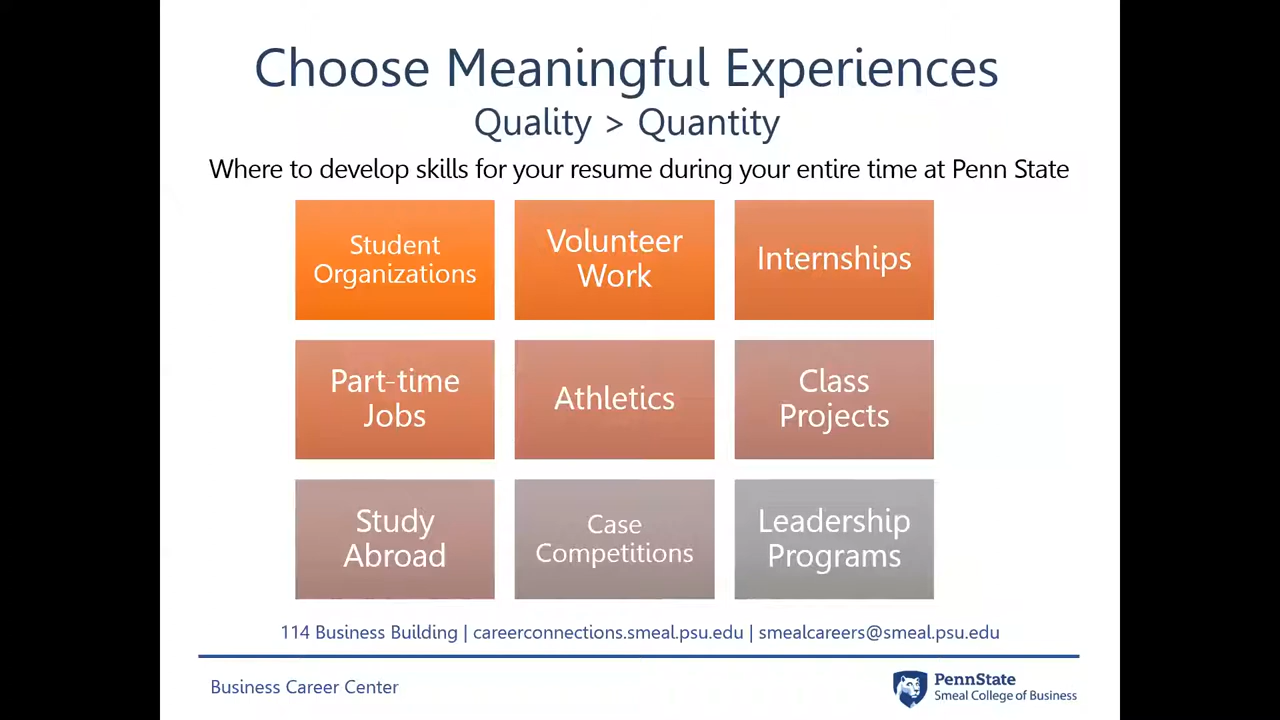 Choose Meaningful Experiences
Quality > Quantity
Where to develop skills for your resume during your entire time at Penn State
Student
Organizations
Volunteer
Work
Internships
Part-time
Jobs
Athletics
Class
Projects
Study
Abroad
Case
Competitions
Leadership
Programs
114 Business Building | careerconnections.smeal.psu.edu | smealcareers@smeal.psu.edu
Business Career Center
PennState
Smeal College of Business